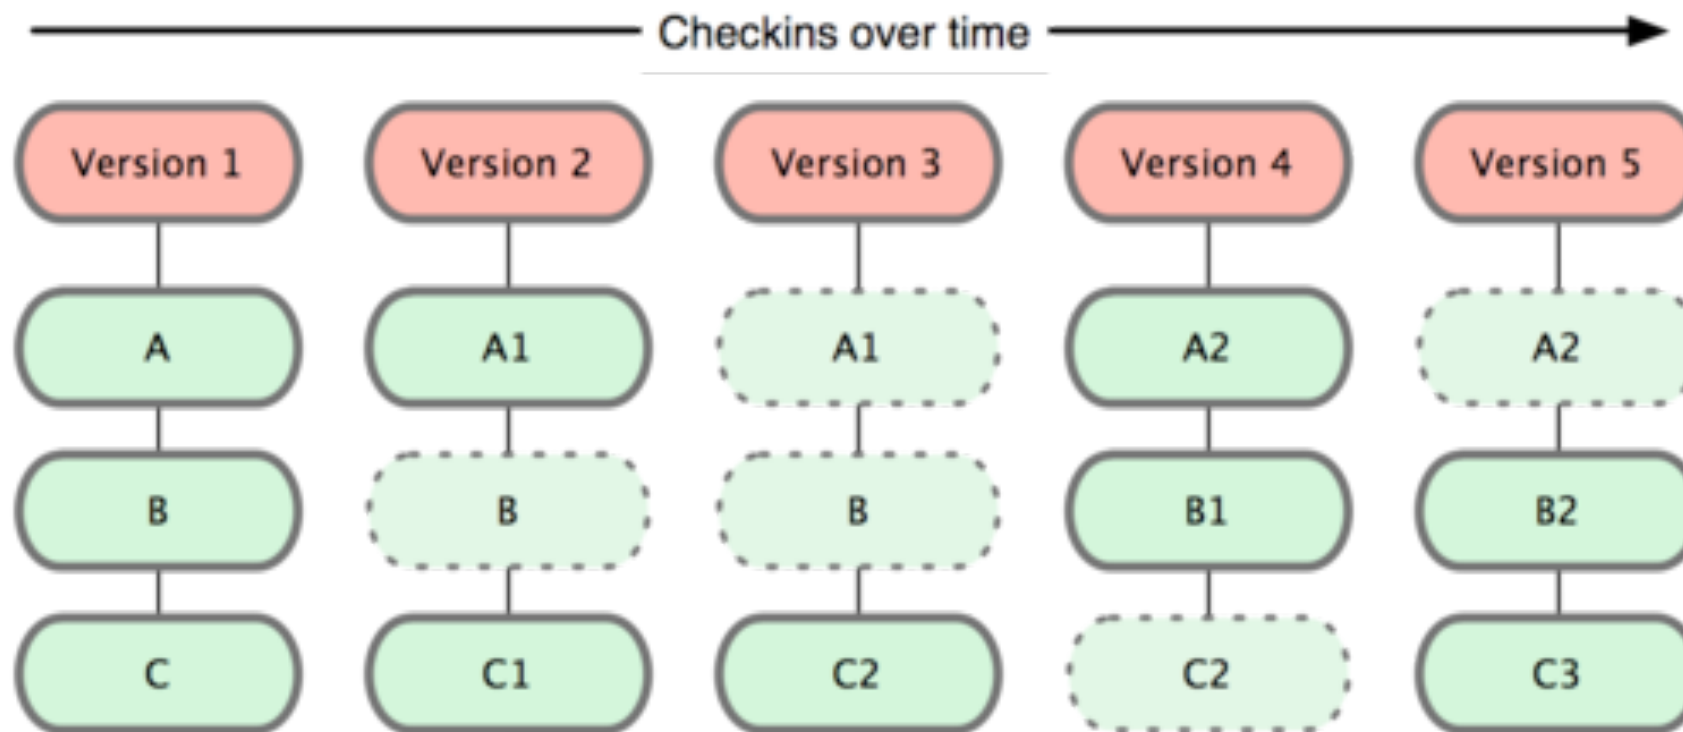 Checkins over time
Version 1 Version 2 Version 3 Version 4 Version 5
A A1 A1 A2 A2
B B B B1 B2
C C1 C2 C2 C3